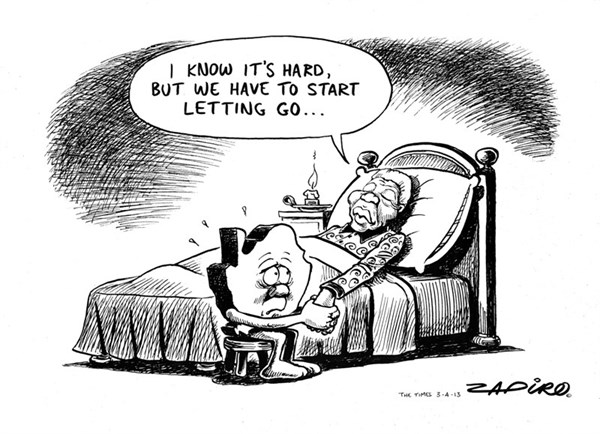 I KNOW IT'S HARD,
BUT WE HAVE TO START
LETTING GO...
THE TIMES 3-4-13 ZAPIRO ©